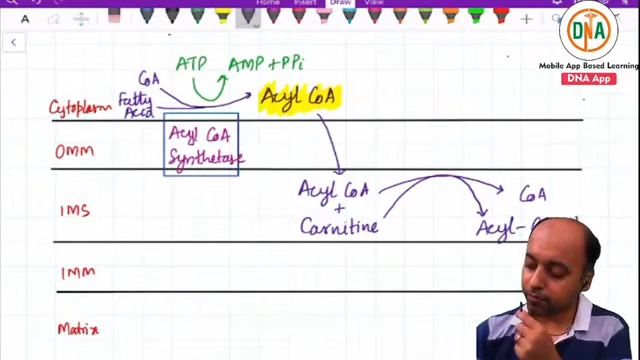 Home Insert Draw View
DNA
Mobile App Based Learning
DNA App
ATP AMP + PPi
CoA
Fatty
Acid
Acyl CoA
Cytoplasm
Acyl CoA
Synthetase
OMM
Acyl CoA
+
Carnitine
CoA
Acyl-
IMS
IMM
Matrix